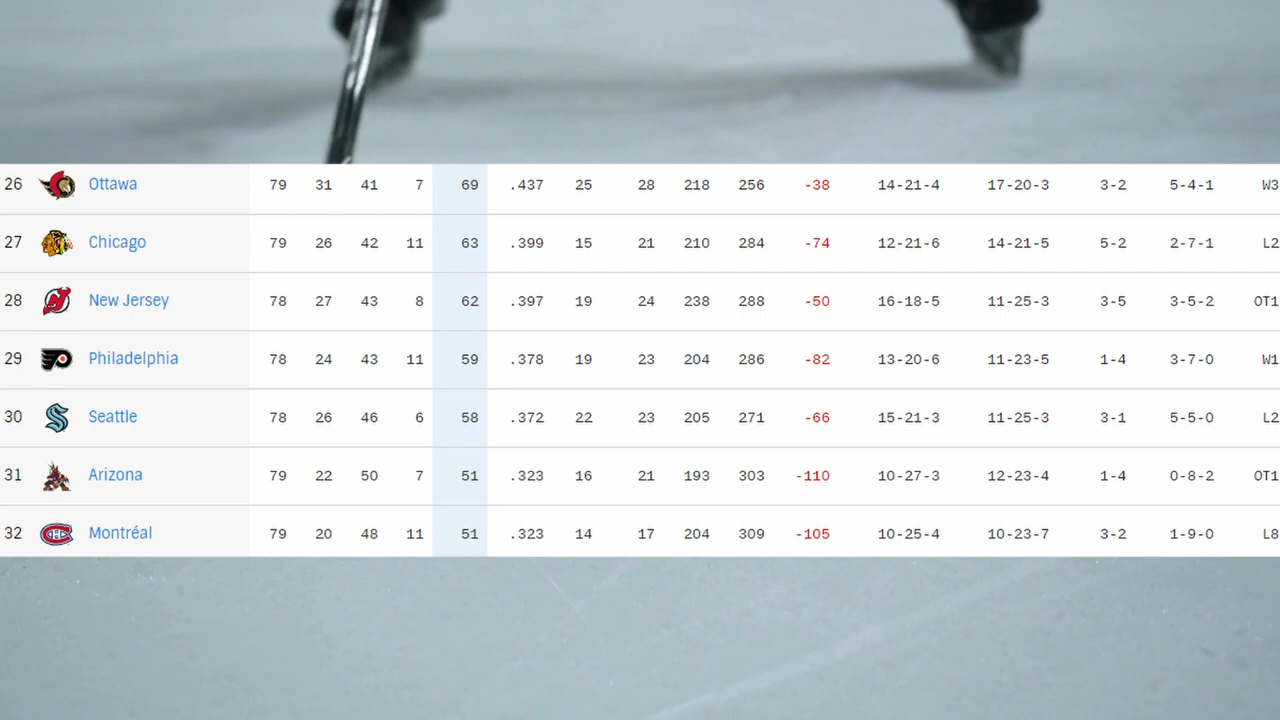 26 Ottawa 79 31 41 7 69 .437 25 28 218 256 -38 14-21-4 17-20-3 3-2 5-4-1 W3
27 Chicago 79 26 42 11 63 .399 15 21 210 284 -74 12-21-6 14-21-5 5-2 2-7-1 L2
28 New Jersey 78 27 43 8 62 .397 19 24 238 288 -50 16-18-5 11-25-3 3-5 3-5-2 OT1
29 Philadelphia 78 24 43 11 59 .378 19 23 204 286 -82 13-20-6 11-23-5 1-4 3-7-0 W1
30 Seattle 78 26 46 6 58 .372 22 23 205 271 -66 15-21-3 11-25-3 3-1 5-5-0 L2
31 Arizona 79 22 50 7 51 .323 16 21 193 303 -110 10-27-3 12-23-4 1-4 0-8-2 OT1
32 Montréal 79 20 48 11 51 .323 14 17 204 309 -105 10-25-4 10-23-7 3-2 1-9-0 L8